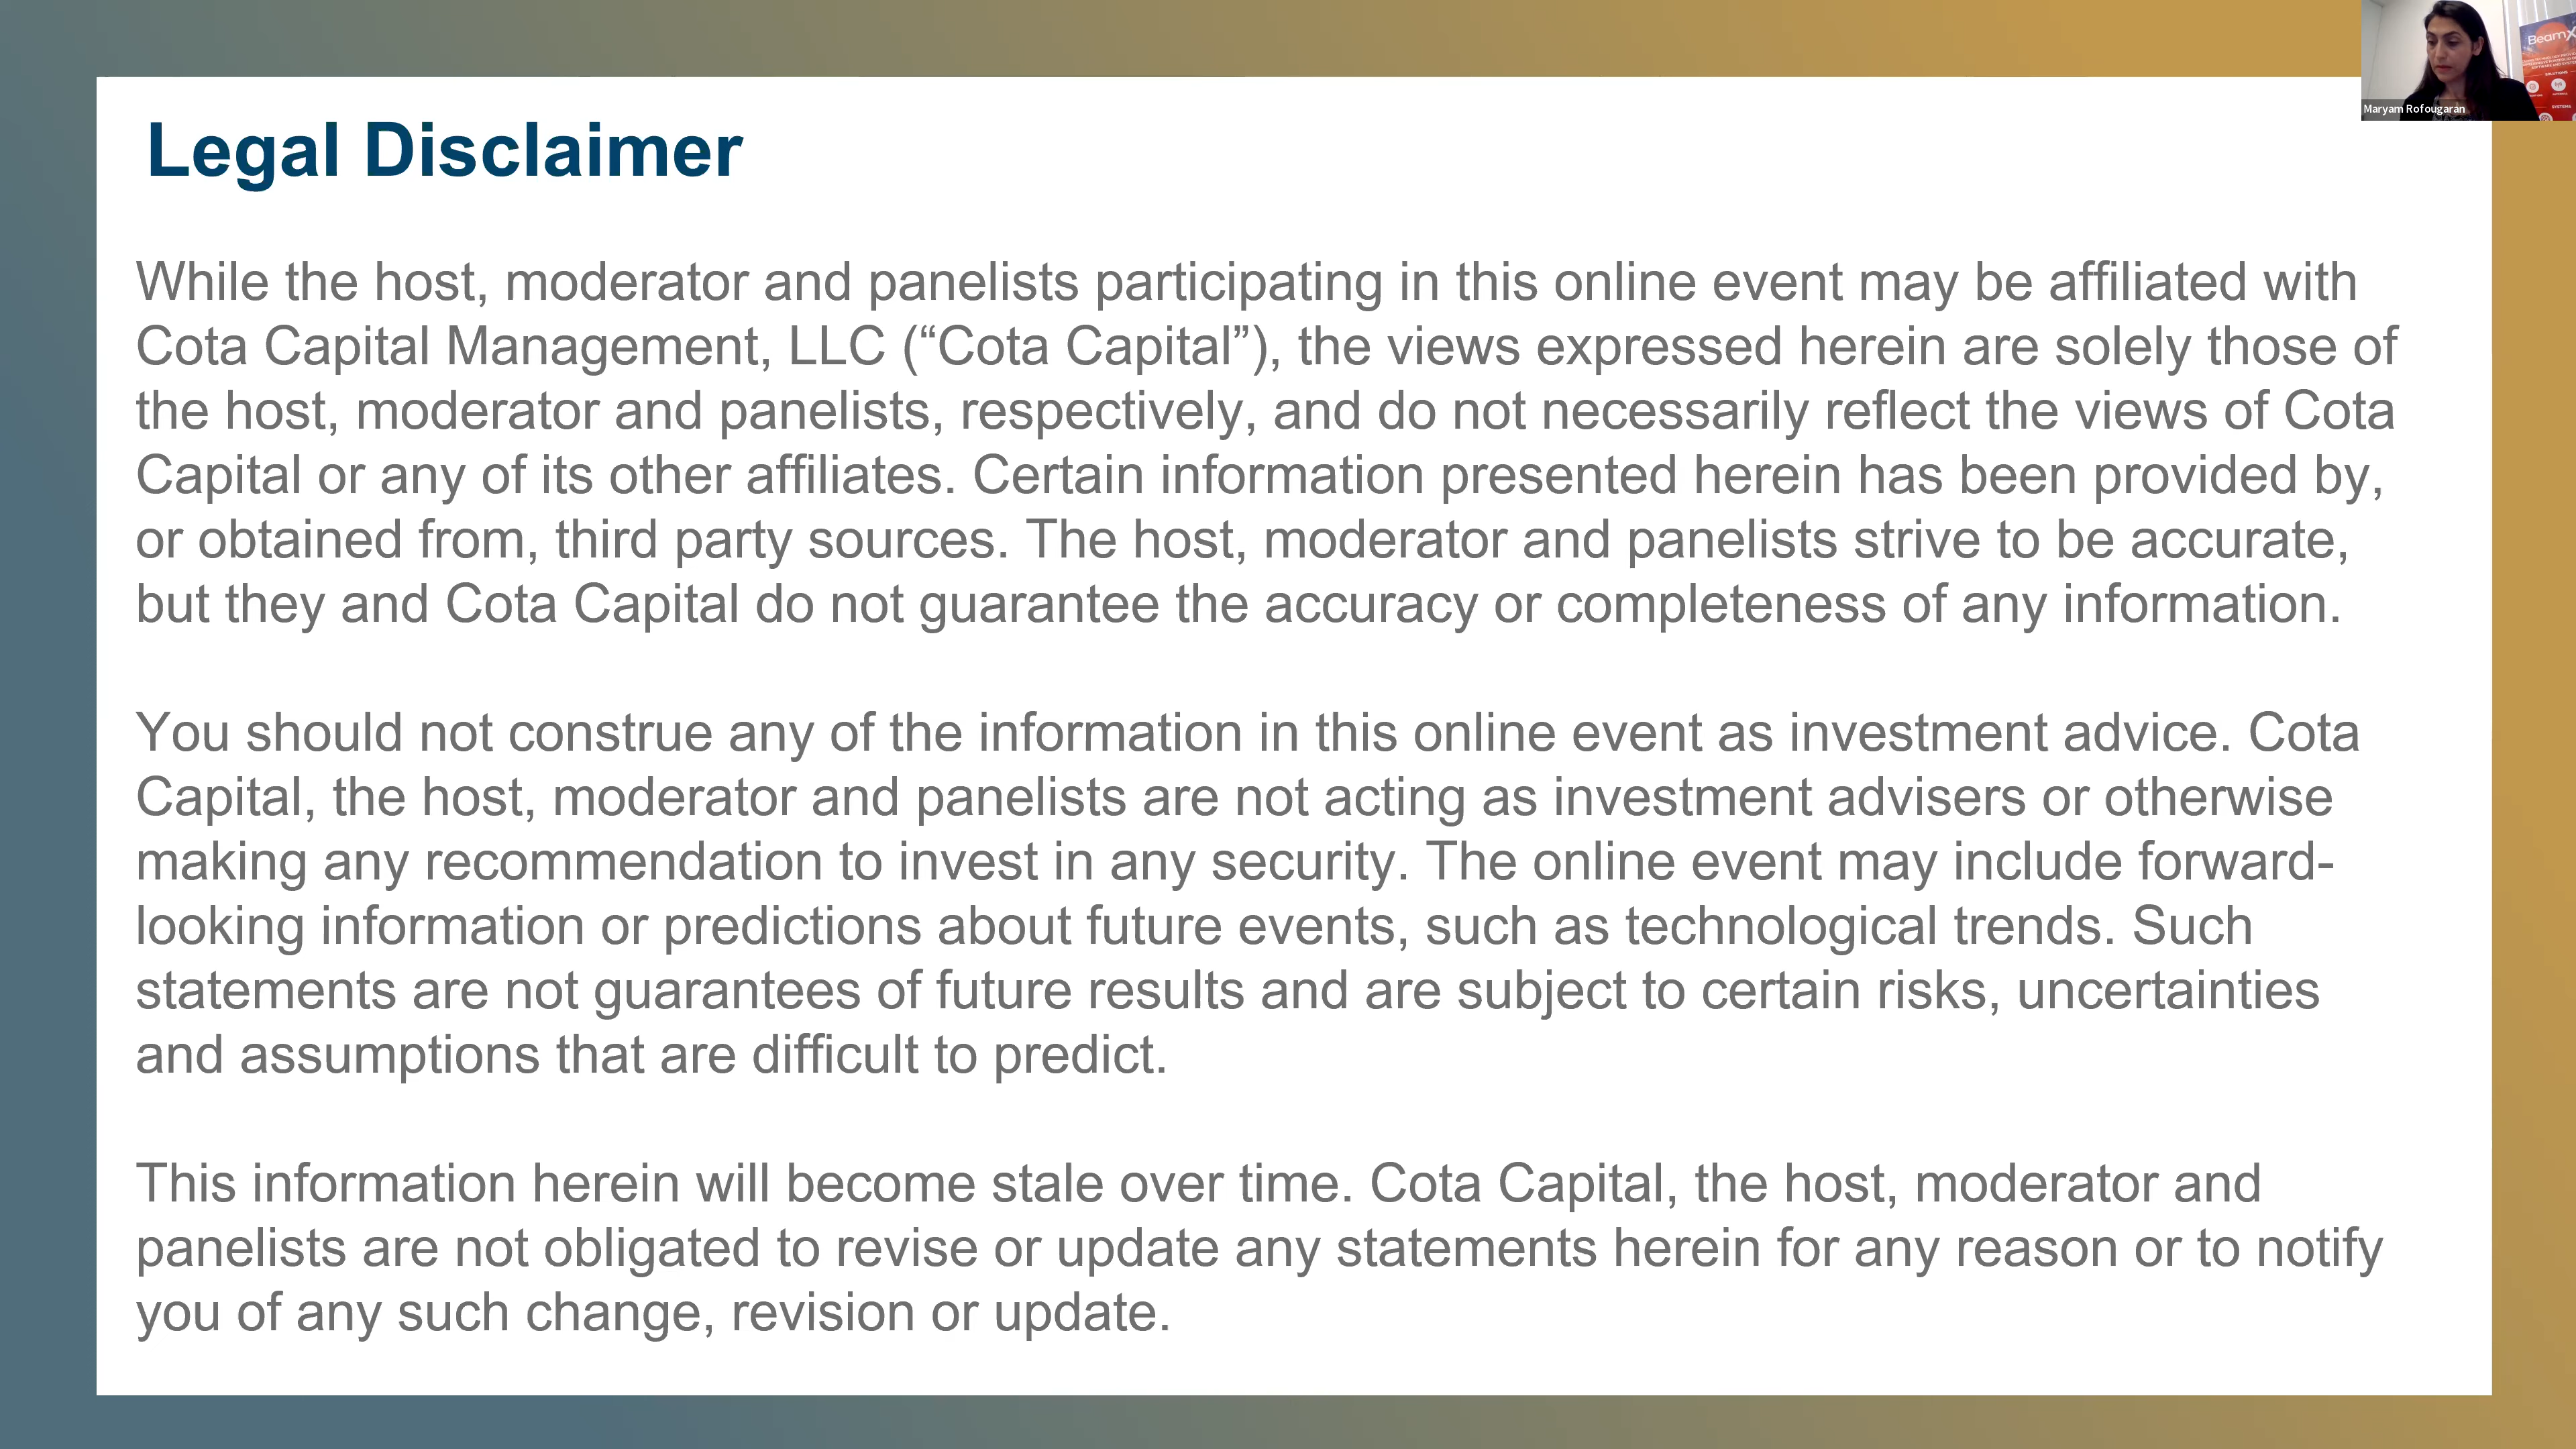 Legal Disclaimer
While the host, moderator and panelists participating in this online event may be affiliated with
Cota Capital Management, LLC (“Cota Capital”), the views expressed herein are solely those of
the host, moderator and panelists, respectively, and do not necessarily reflect the views of Cota
Capital or any of its other affiliates. Certain information presented herein has been provided by,
or obtained from, third party sources. The host, moderator and panelists strive to be accurate,
but they and Cota Capital do not guarantee the accuracy or completeness of any information.
You should not construe any of the information in this online event as investment advice. Cota
Capital, the host, moderator and panelists are not acting as investment advisers or otherwise
making any recommendation to invest in any security. The online event may include forward-
looking information or predictions about future events, such as technological trends. Such
statements are not guarantees of future results and are subject to certain risks, uncertainties
and assumptions that are difficult to predict.
This information herein will become stale over time. Cota Capital, the host, moderator and
panelists are not obligated to revise or update any statements herein for any reason or to notify
you of any such change, revision or update.
BeamX
SOLUTIONS
SYSTEMS
Maryam Rofougaran